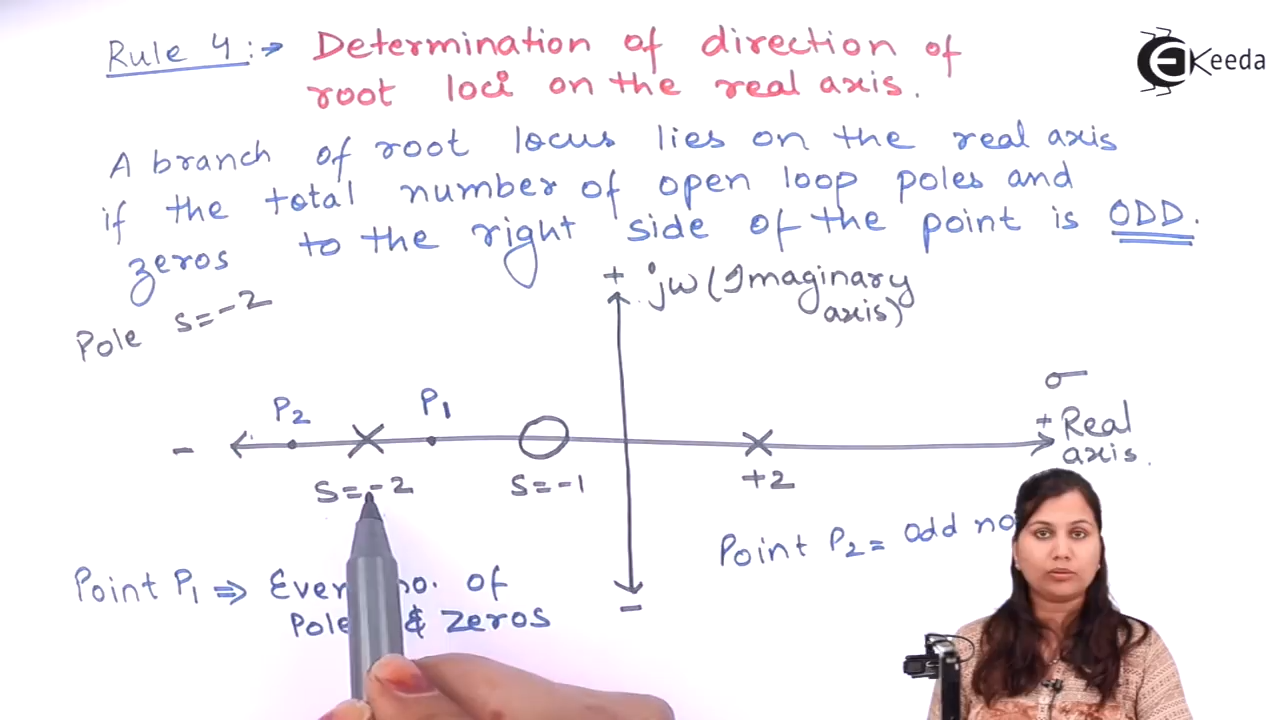 Rule 4 :→ Determination of direction of
root loci on the real axis.
Keeda
A branch of root locus lies on the real axis
if the total number of open loop poles and
zeros to the right side of the point is ODD.
Pole s=-2
+ jω (Imaginary
axis)
σ
+ Real
axis.
P2
P1
-
S=-2
S=-1
+2
-
Point P1 ⇒ Even no. of
Pole & Zeros
Point P2 = odd no